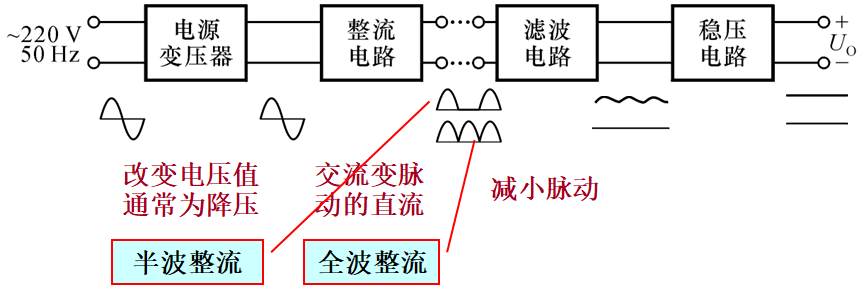 ~220 V
50 Hz
电源
变压器
整流
电路
滤波
电路
稳压
电路
+
U_O
−
改变电压值
通常为降压
交流变脉
动的直流
减小脉动
半波整流
全波整流